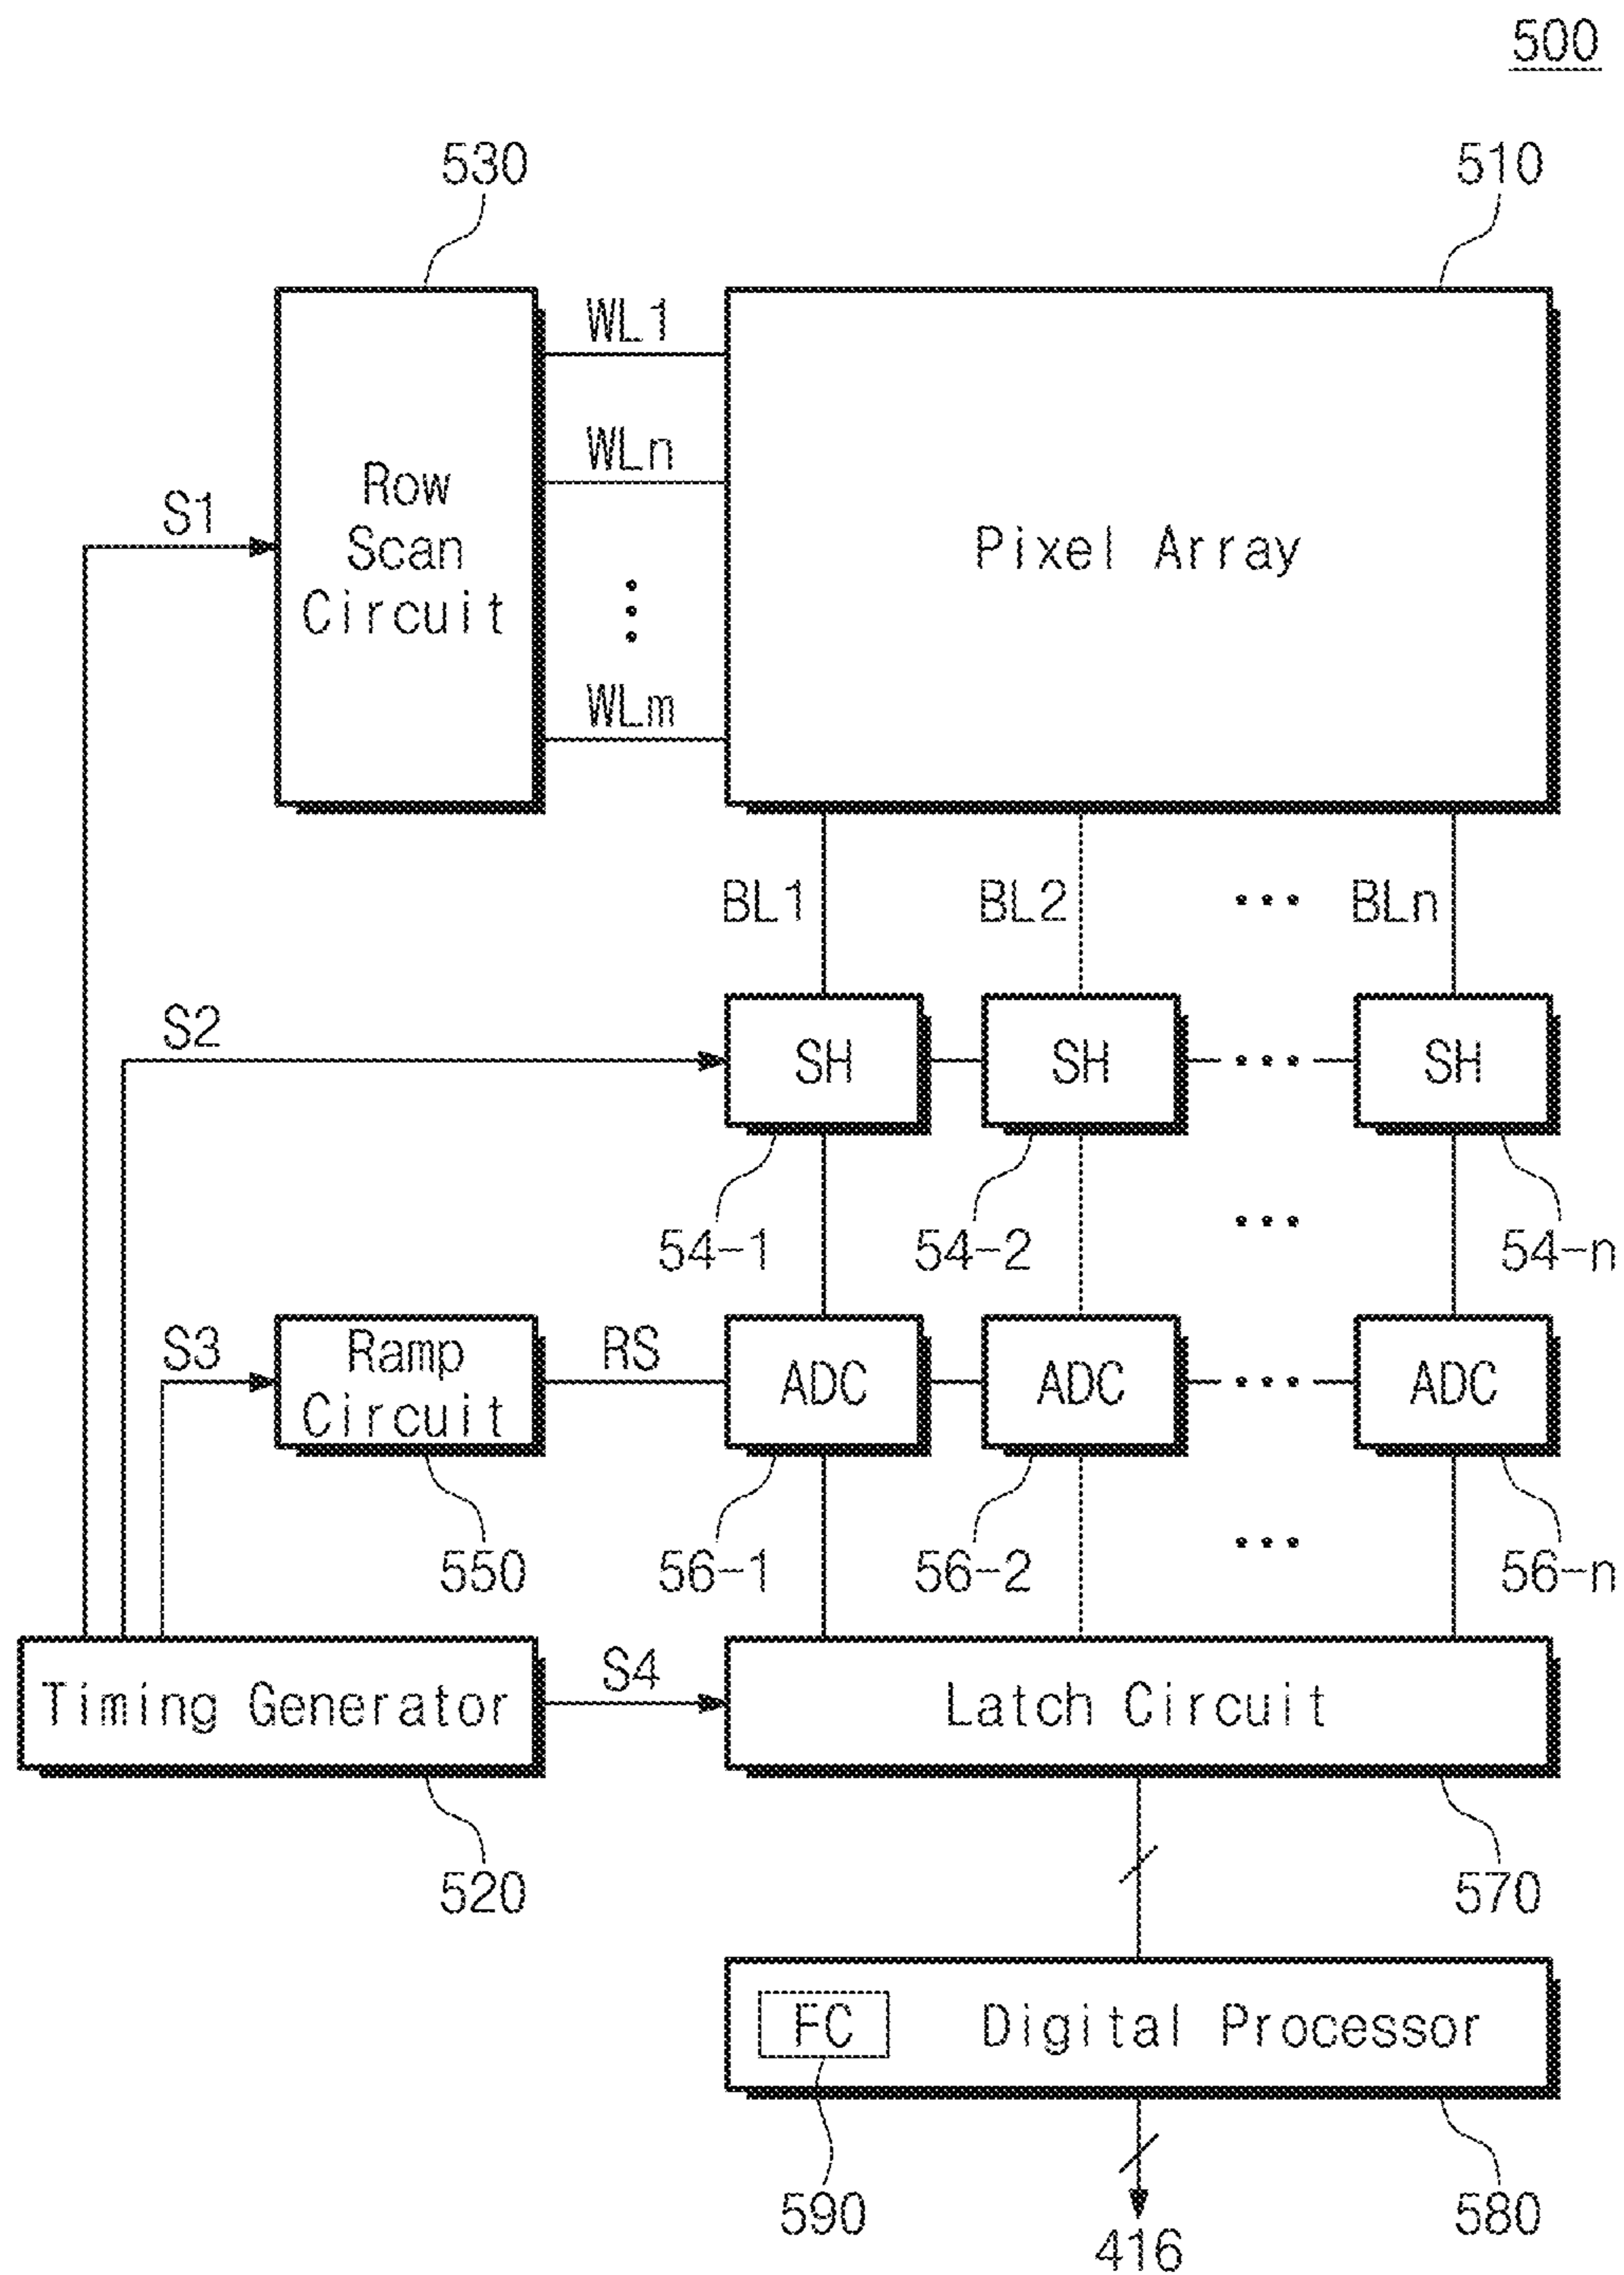 500
530
510
WL1
WLn
WLm
S1
Row
Scan
Circuit
Pixel Array
BL1
BL2
... BLn
S2
SH
SH
...
SH
54-1
54-2
...
54-n
S3
Ramp
Circuit
RS
ADC
ADC
...
ADC
550
56-1
56-2
...
56-n
Timing Generator
S4
Latch Circuit
520
570
FC
Digital Processor
590
580
416